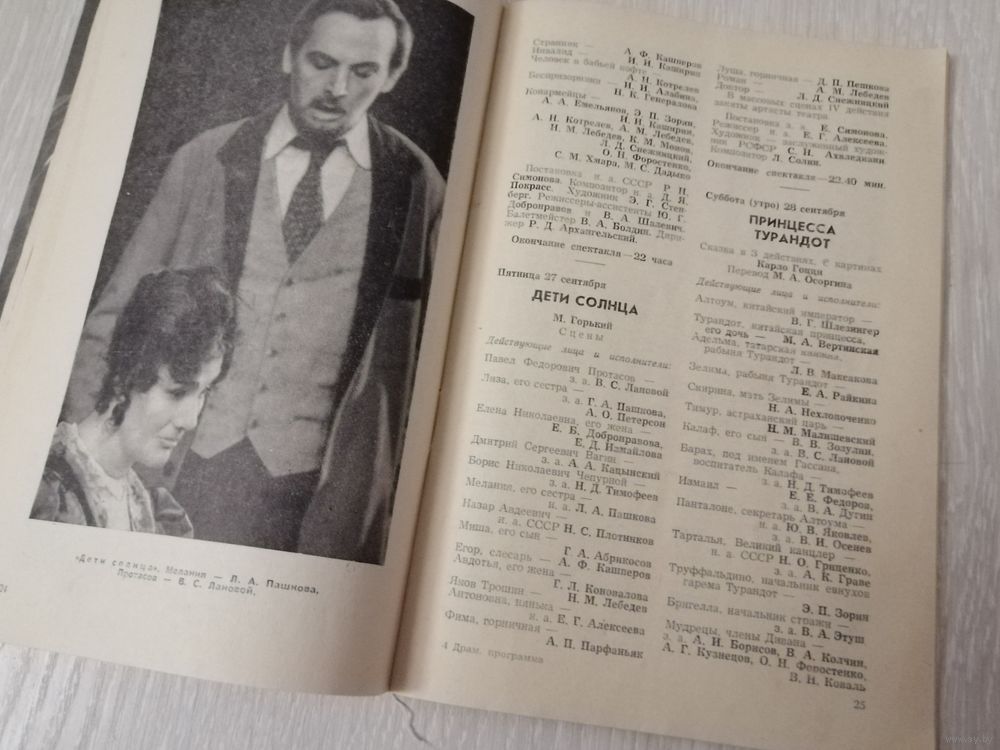 «Дети солнца». Мелания — Л. А. Пашкова,
Протасов — В. С. Лановой.
Странник —
А. Ф. Кашперов
Инвалид —
И. И. Каширин
Человек в бабьей кофте —
А. Н. Котрелев
Беспризорники —
Н. И. Алабина,
Н. К. Генералова
Конармейцы —
А. А. Емельянов, Э. П. Зорин,
И. И. Каширин,
А. Н. Котрелев, А. М. Лебедев,
Н. М. Лебедев, К. М. Монов,
Л. Д. Снежницкий,
О. Н. Форостенко,
С. М. Хмара, М. С. Дадыко
Постановка н. а. СССР Р. Н.
Симонова. Композитор н. а. Д. Я.
Покрасс. Художник Э. Г. Стен-
берг. Режиссеры-ассистенты Ю. Г.
Добронравов и В. А. Шалевич.
Балетмейстер В. А. Болдин. Дири-
жер Р. Д. Архангельский.
Окончание спектакля — 22 часа
Пятница 27 сентября
ДЕТИ СОЛНЦА
М. Горький
Сцены
Действующие лица и исполнители:
Павел Федорович Протасов —
з. а. В. С. Лановой
Лиза, его сестра —
з. а. Г. А. Пашкова,
А. О. Петерсон
Елена Николаевна, его жена —
Е. Б. Добронравова,
Е. Д. Измайлова
Дмитрий Сергеевич Вагин —
з. а. А. А. Кацынский
Борис Николаевич Чепурной —
з. а. Н. Д. Тимофеев
Мелания, его сестра —
н. а. Л. А. Пашкова
Назар Авдеевич —
н. а. СССР Н. С. Плотников
Миша, его сын —
Г. А. Абрикосов
Егор, слесарь —
А. Ф. Кашперов
Авдотья, его жена —
Г. Л. Коновалова
Яков Трошин —
Н. М. Лебедев
Антоновна, нянька —
н. а. Е. Г. Алексеева
Фима, горничная —
А. П. Парфаньяк
4 Драм. программа
Луша, горничная — Д. П. Пешкова
Роман —
А. М. Лебедев
Доктор —
Л. Д. Снежницкий
В массовых сценах IV действия
заняты артисты театра
Постановка з. а. Е. Симонова.
Режиссер н. а. Е. Г. Алексеева.
Художник — заслуженный худож-
ник РСФСР С. Н. Ахвледиани.
Композитор Л. Солин.
Окончание спектакля — 22.40 мин.
Суббота (утро) 28 сентября
ПРИНЦЕССА
ТУРАНДОТ
Сказка в 3 действиях, 6 картинах
Карло Гоцци
Перевод М. А. Осоргина
Действующие лица и исполнители:
Алтоум, китайский император —
В. Г. Шлезингер
Турандот, китайская принцесса,
его дочь — М. А. Вертинская
Адельма, татарская княжна,
рабыня Турандот —
Л. В. Максакова
Зелима, рабыня Турандот —
Е. А. Райкина
Скирина, мать Зелимы —
Н. А. Нехлопоченко
Тимур, астраханский царь —
Н. М. Малишевский
Калаф, его сын — В. В. Зозулин,
з. а. В. С. Лановой
Барах, под именем Гассана,
воспитатель Калафа —
з. а. Н. Д. Тимофеев
Измаил —
Е. Е. Федоров,
з. а. В. А. Дугин
Панталоне, секретарь Алтоума —
н. а. Ю. В. Яковлев,
з. а. В. И. Осенев
Тарталья, Великий канцлер —
н. а. СССР Н. О. Гриценко,
з. а. А. К. Граве
Труффальдино, начальник евнухов
гарема Турандот —
Э. П. Зорин
Бригелла, начальник стражи —
з. а. В. А. Этуш
Мудрецы, члены Дивана —
з. а. А. И. Борисов, В. А. Колчин,
А. Г. Кузнецов, О. Н. Форостенко,
В. Н. Коваль
25